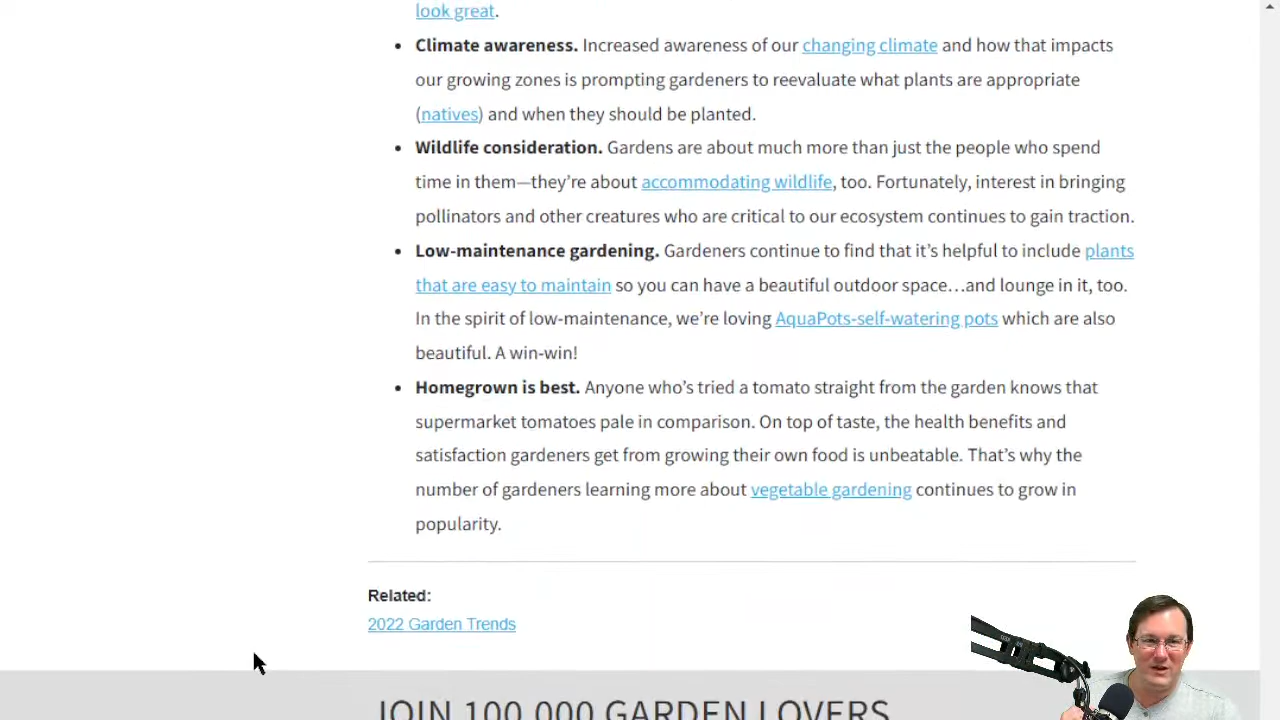 look great.
• Climate awareness. Increased awareness of our changing climate and how that impacts
our growing zones is prompting gardeners to reevaluate what plants are appropriate
(natives) and when they should be planted.
• Wildlife consideration. Gardens are about much more than just the people who spend
time in them—they’re about accommodating wildlife, too. Fortunately, interest in bringing
pollinators and other creatures who are critical to our ecosystem continues to gain traction.
• Low-maintenance gardening. Gardeners continue to find that it’s helpful to include plants
that are easy to maintain so you can have a beautiful outdoor space…and lounge in it, too.
In the spirit of low-maintenance, we’re loving AquaPots-self-watering pots which are also
beautiful. A win-win!
• Homegrown is best. Anyone who’s tried a tomato straight from the garden knows that
supermarket tomatoes pale in comparison. On top of taste, the health benefits and
satisfaction gardeners get from growing their own food is unbeatable. That’s why the
number of gardeners learning more about vegetable gardening continues to grow in
popularity.
Related:
2022 Garden Trends
JOIN 100,000 GARDEN LOVERS